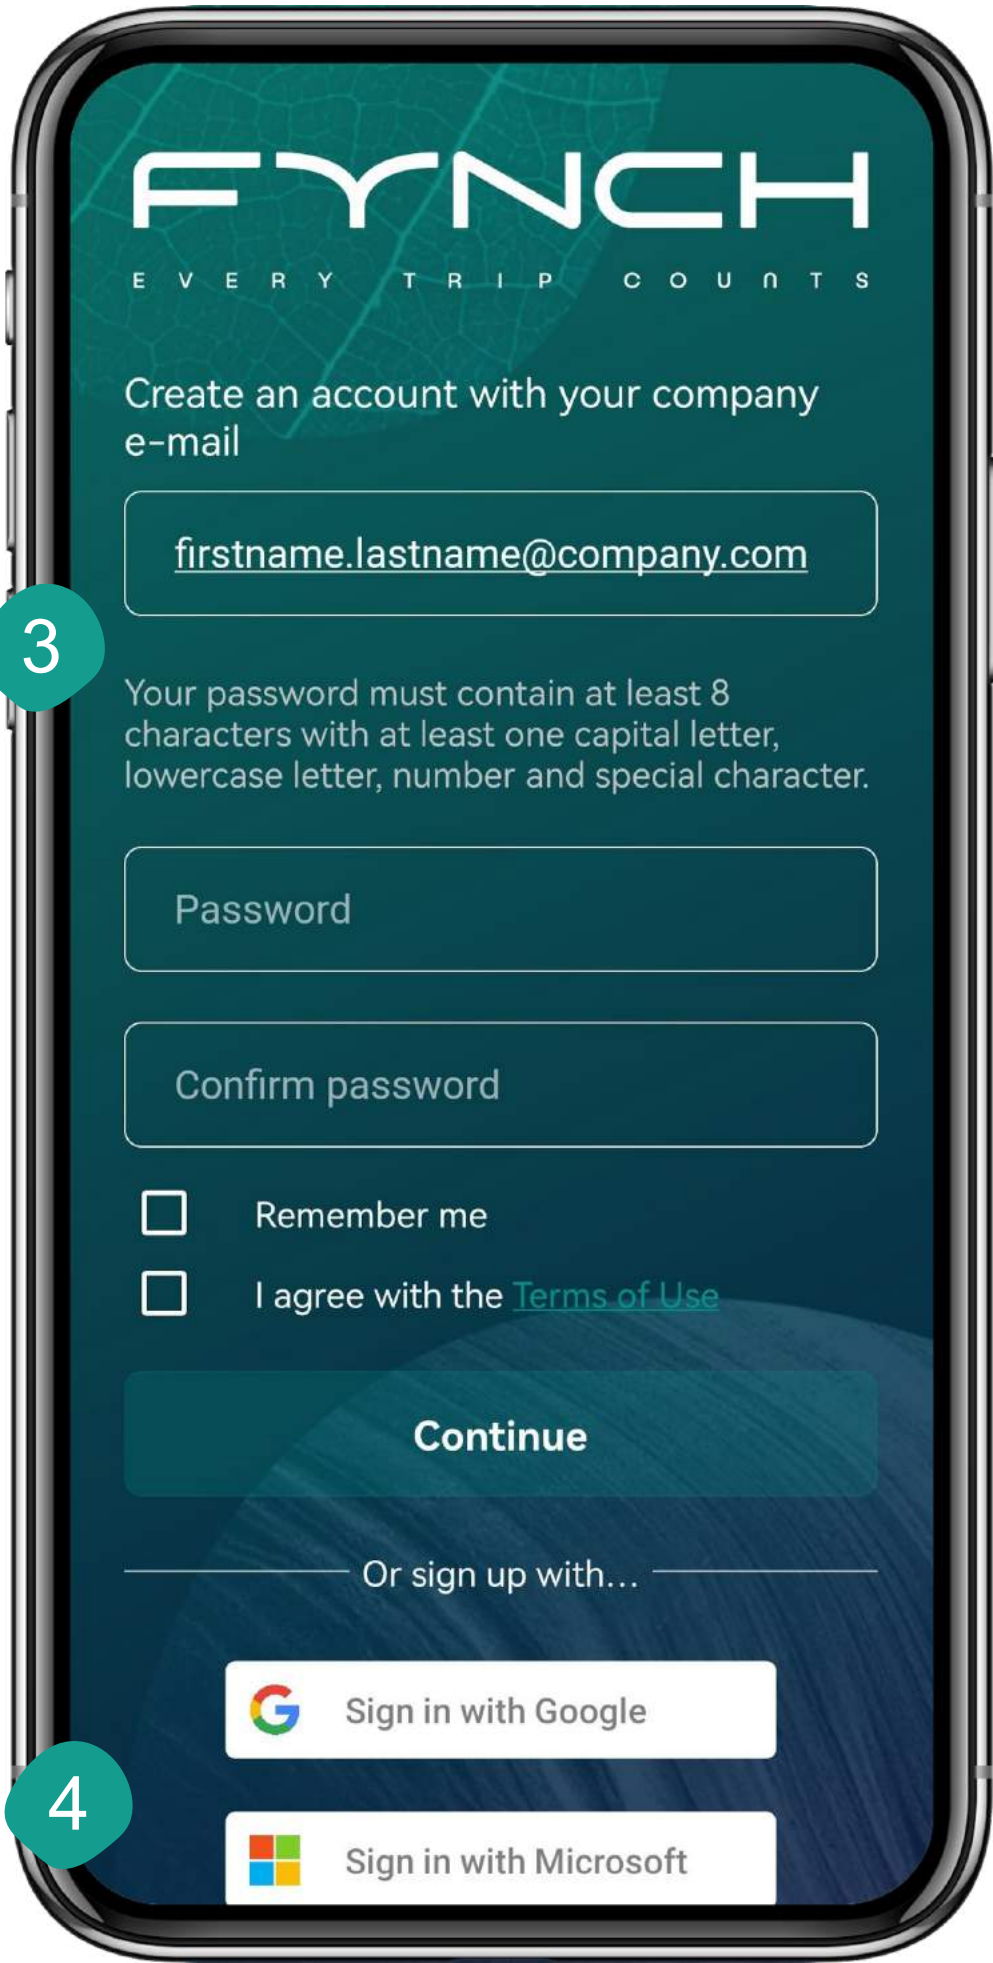 FYNCH
EVERY TRIP COUNTS
Create an account with your company
e-mail
firstname.lastname@company.com
3
Your password must contain at least 8
characters with at least one capital letter,
lowercase letter, number and special character.
Password
Confirm password
Remember me
I agree with the Terms of Use
Continue
Or sign up with...
Sign in with Google
4
Sign in with Microsoft